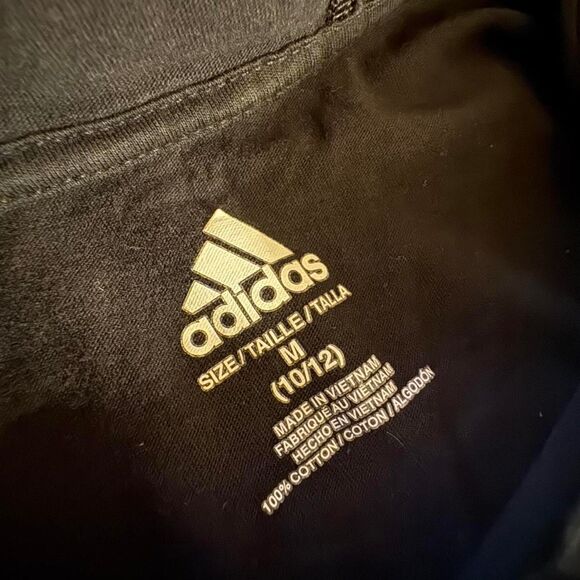 adidas
SIZE/TAILLE/TALLA
M
(10/12)
MADE IN VIETNAM
FABRIQUÉ AU VIETNAM
HECHO EN VIETNAM
100% COTTON/COTON/ALGODÓN